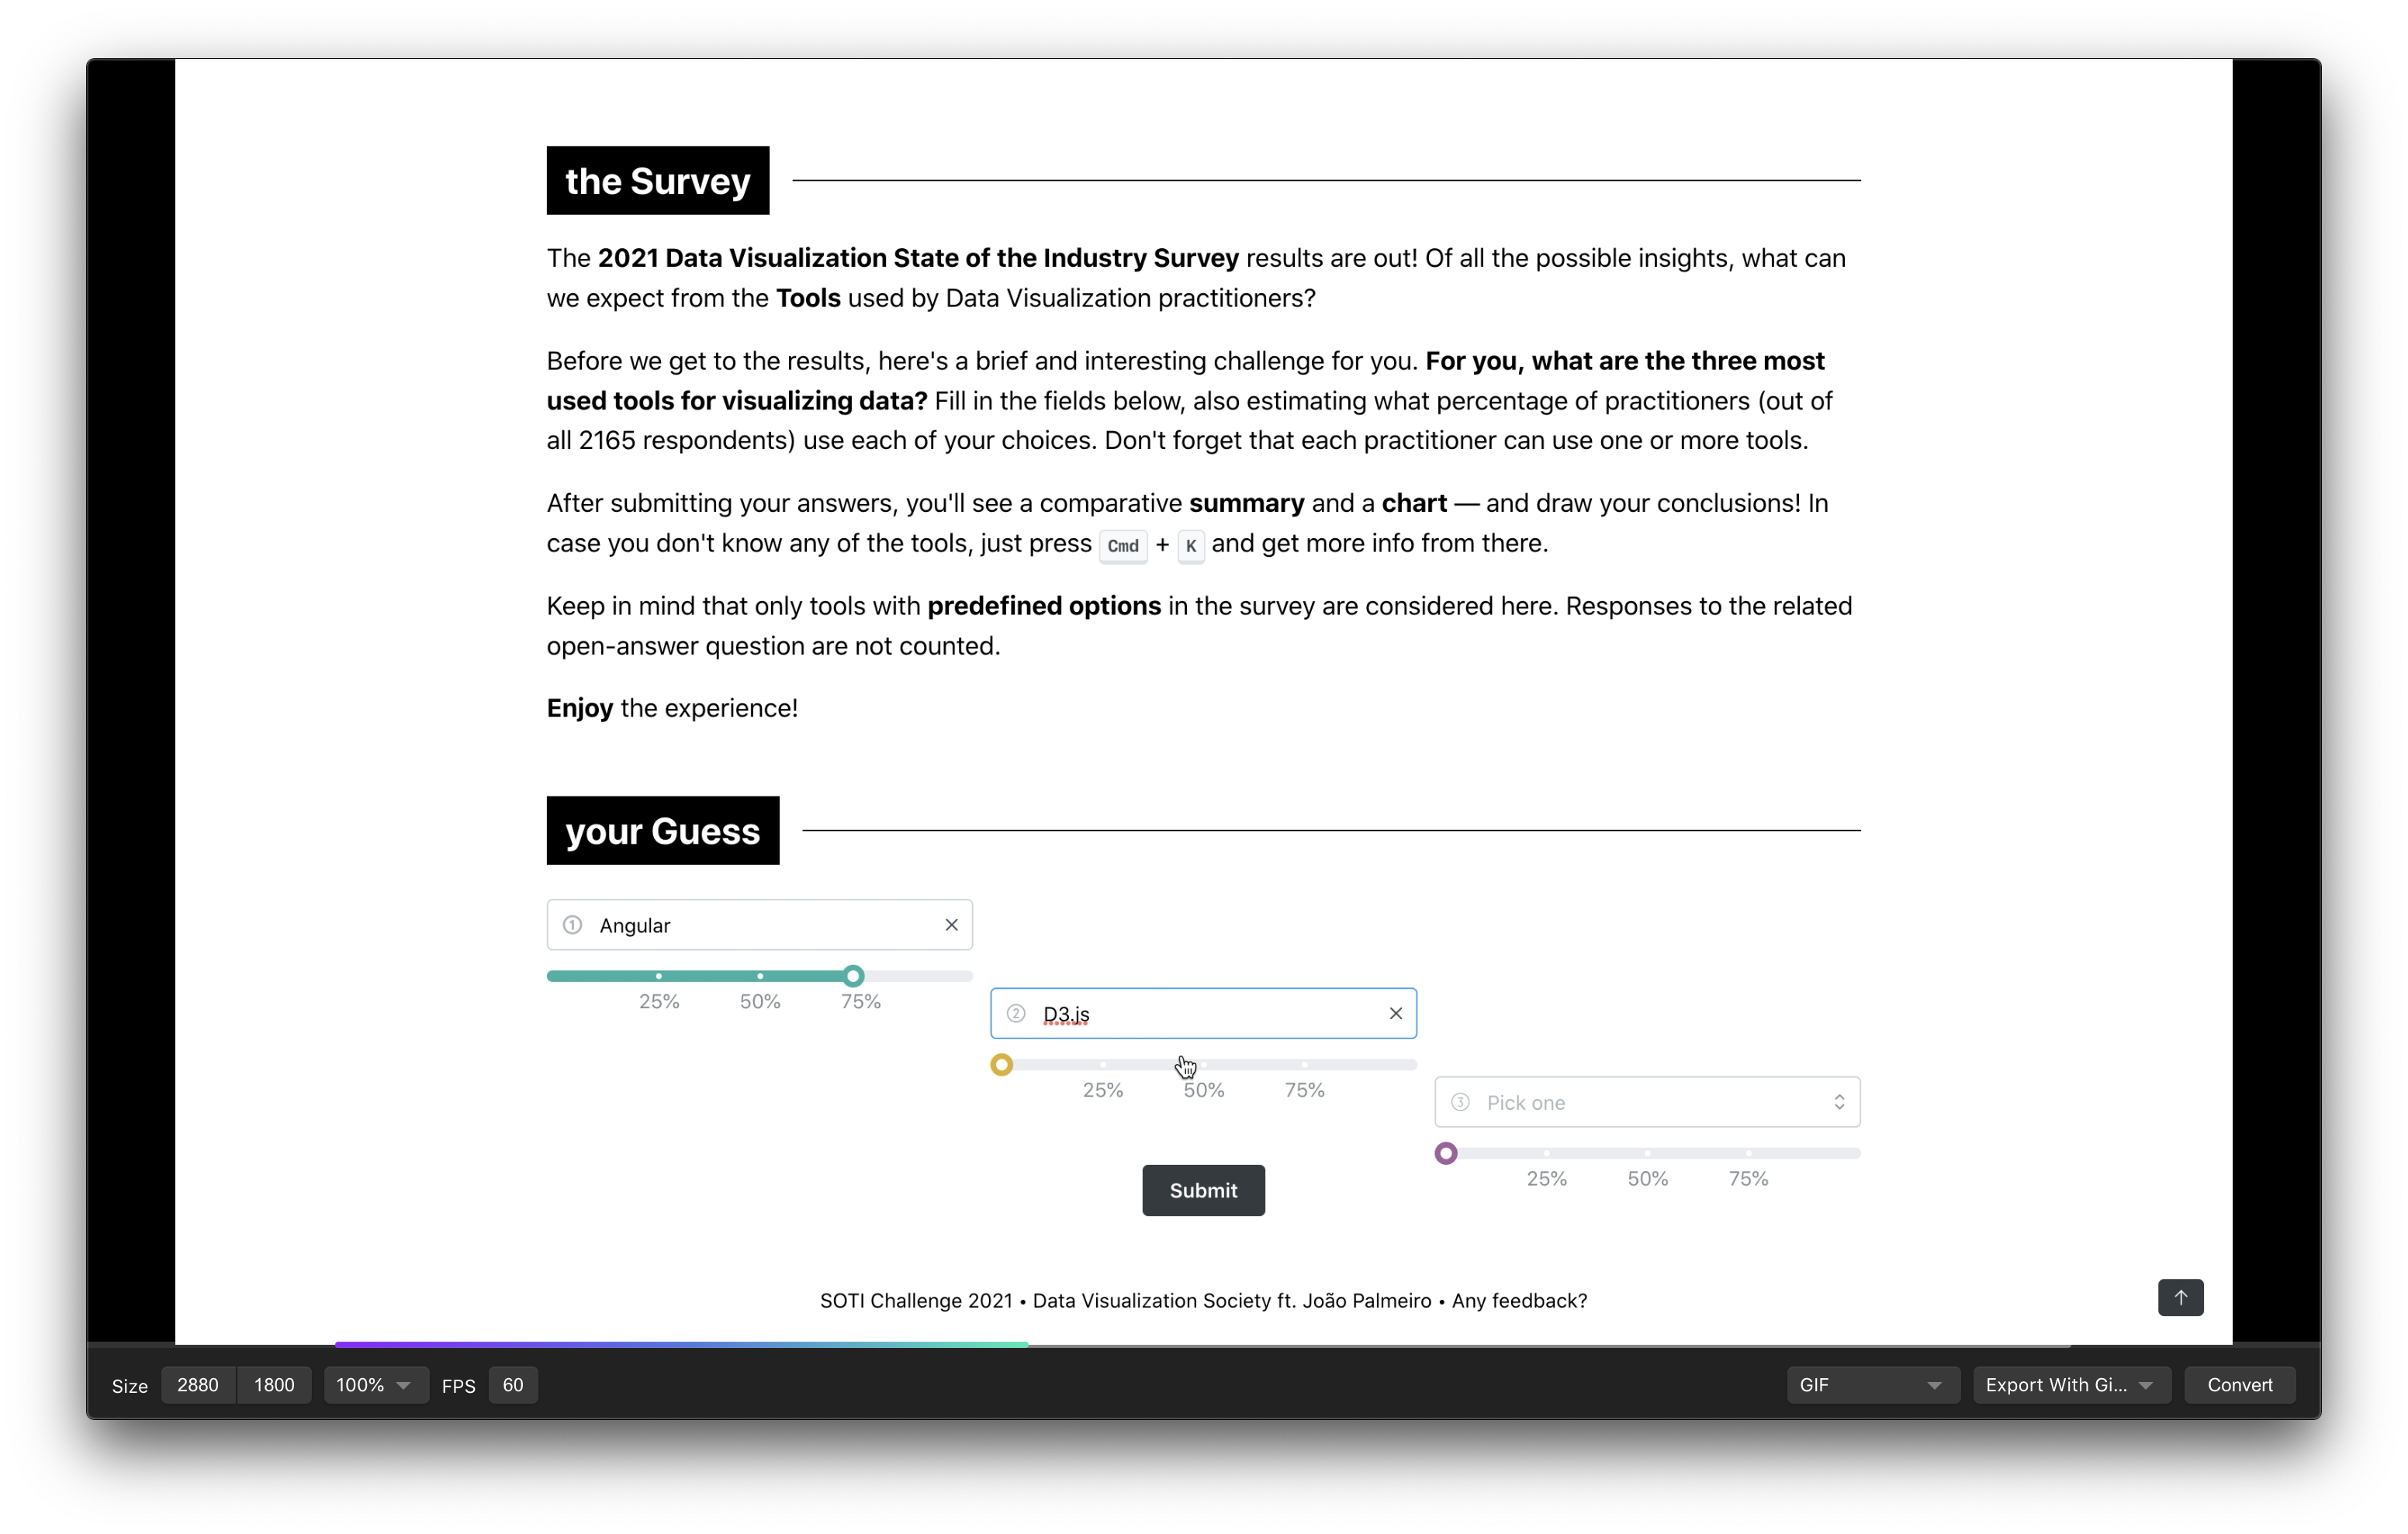 the Survey
The 2021 Data Visualization State of the Industry Survey results are out! Of all the possible insights, what can
we expect from the Tools used by Data Visualization practitioners?
Before we get to the results, here's a brief and interesting challenge for you. For you, what are the three most
used tools for visualizing data? Fill in the fields below, also estimating what percentage of practitioners (out of
all 2165 respondents) use each of your choices. Don't forget that each practitioner can use one or more tools.
After submitting your answers, you'll see a comparative summary and a chart — and draw your conclusions! In
case you don't know any of the tools, just press Cmd + K and get more info from there.
Keep in mind that only tools with predefined options in the survey are considered here. Responses to the related
open-answer question are not counted.
Enjoy the experience!
your Guess
① Angular
25% 50% 75%
② D3.js
25% 50% 75%
③ Pick one
25% 50% 75%
Submit
SOTI Challenge 2021 • Data Visualization Society ft. João Palmeiro • Any feedback?
Size 2880 1800 100% FPS 60 GIF Export With Gi... Convert